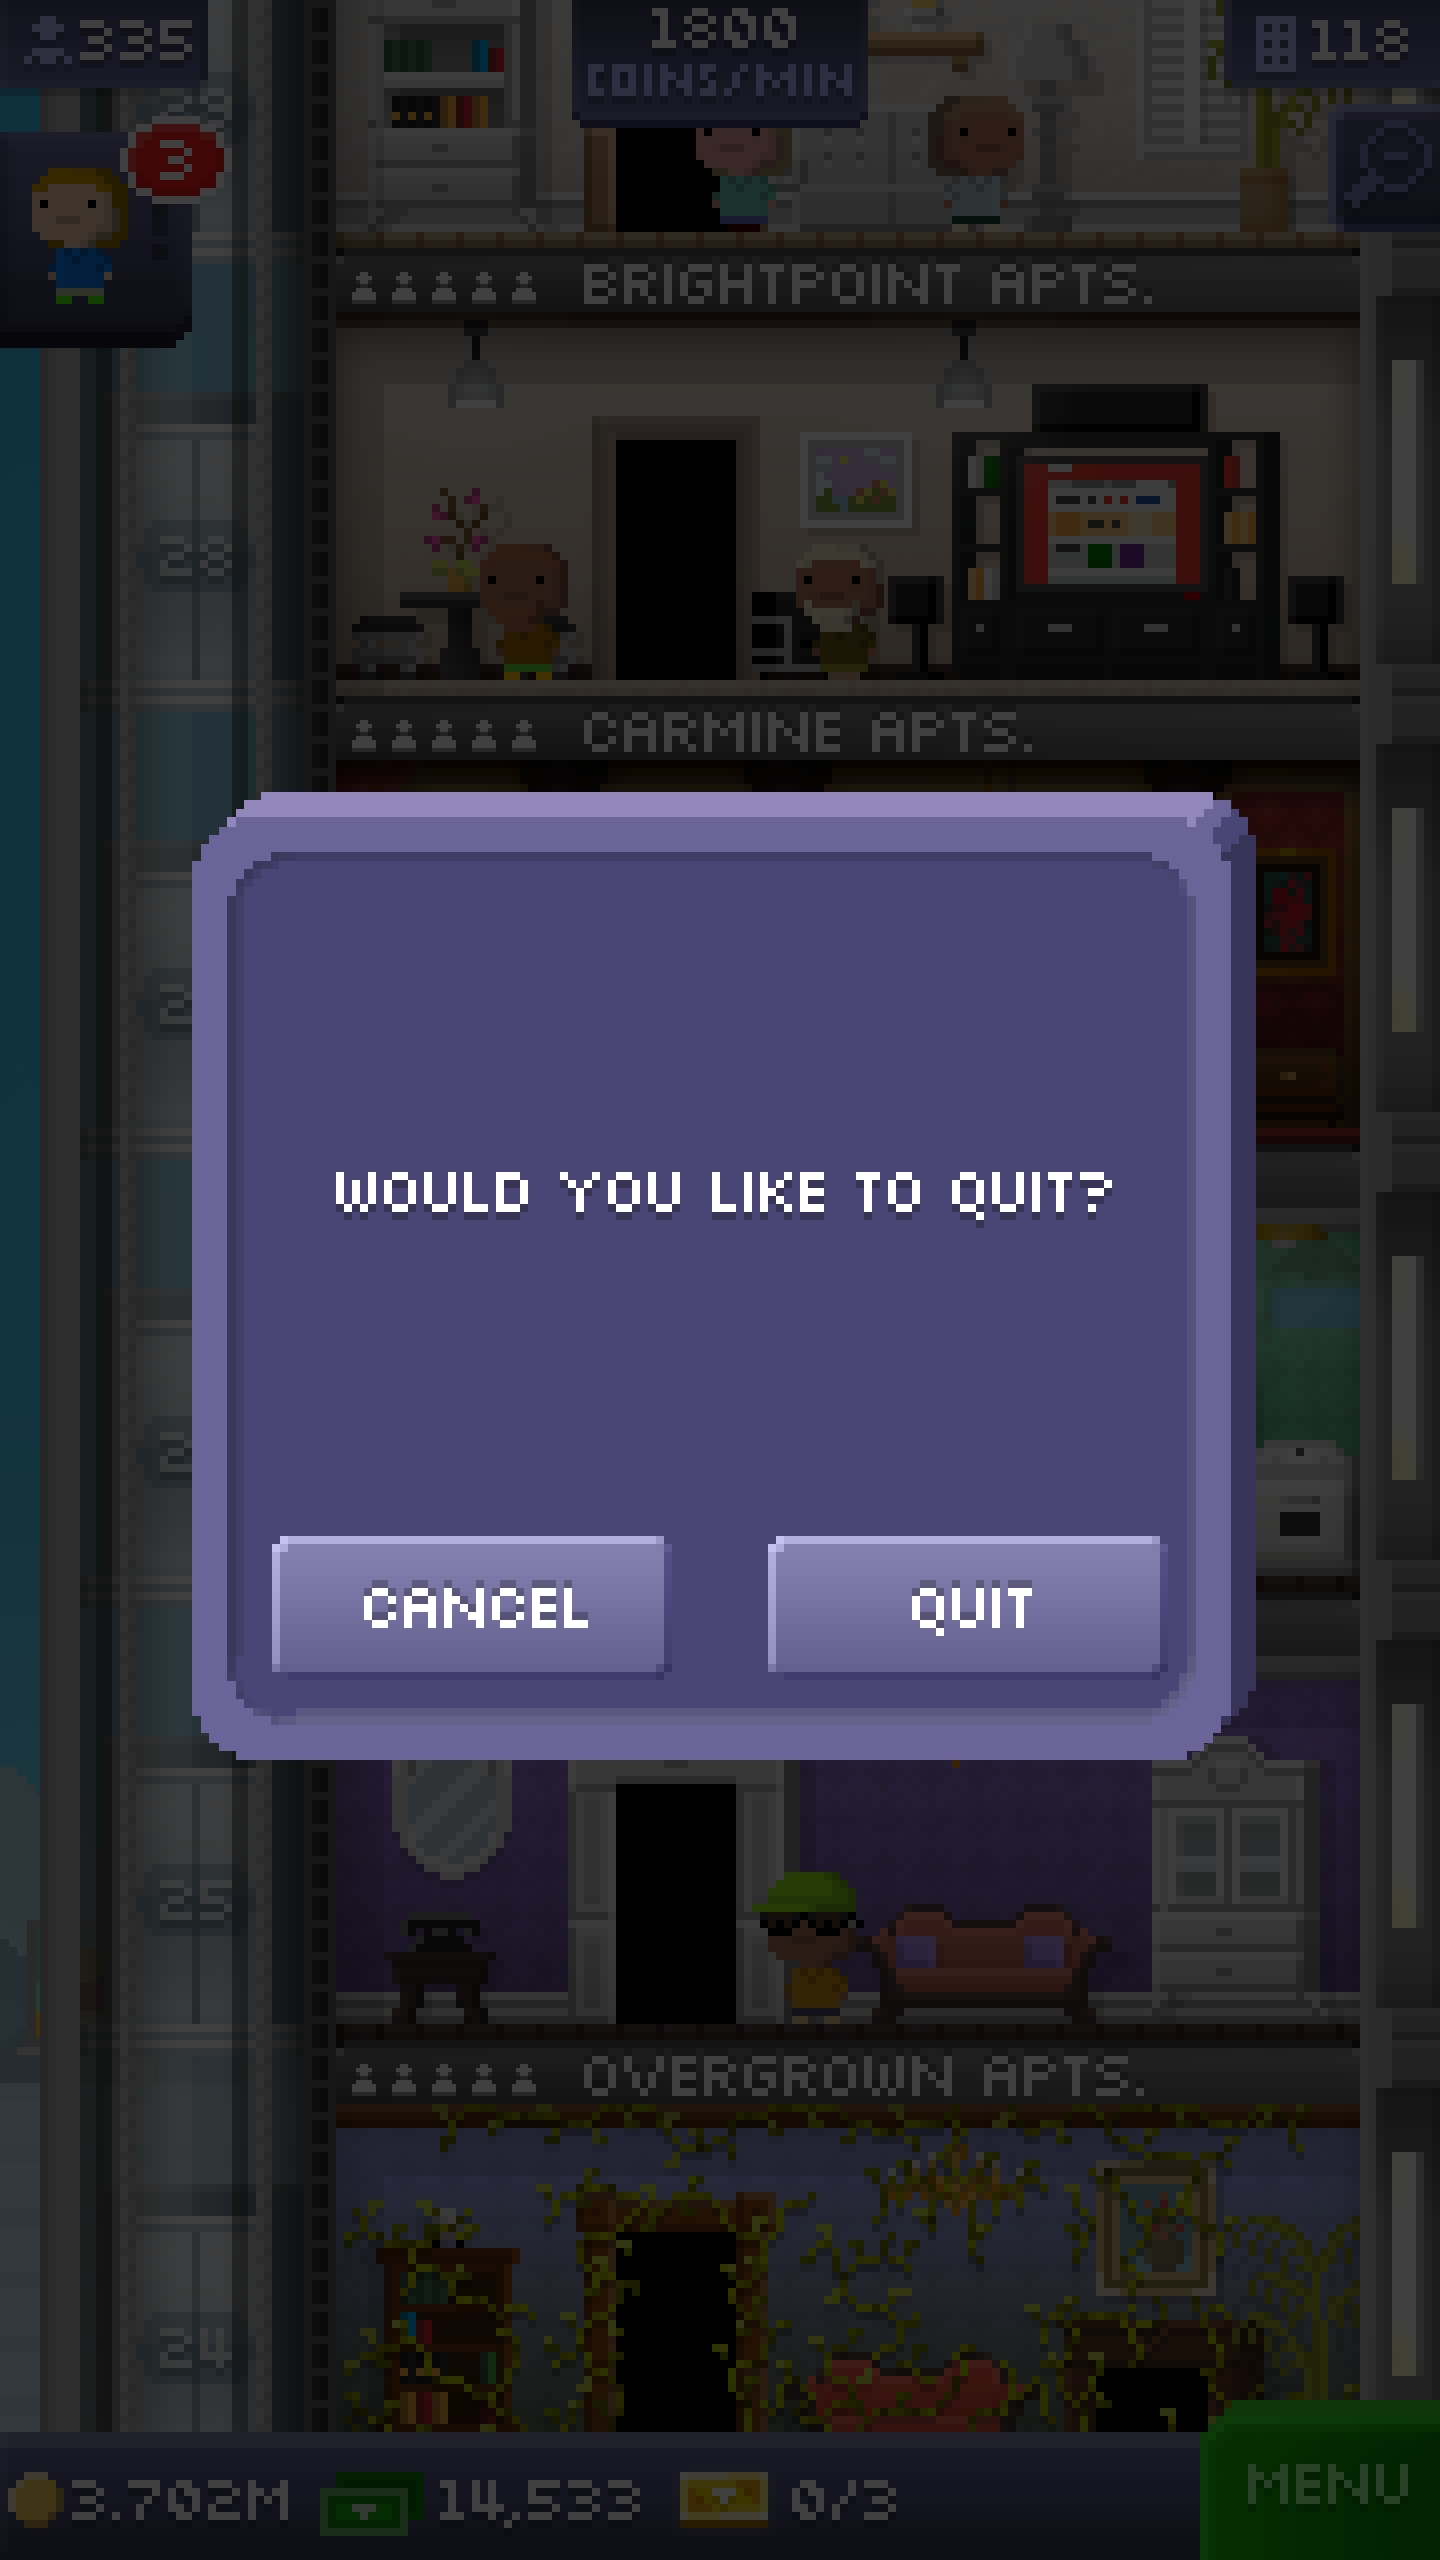 335
1800
COINS/MIN
118
3
BRIGHTPOINT APTS.
28
CARMINE APTS.
WOULD YOU LIKE TO QUIT?
CANCEL
QUIT
25
OVERGROWN APTS.
24
3.702M
14,533
0/3
MENU